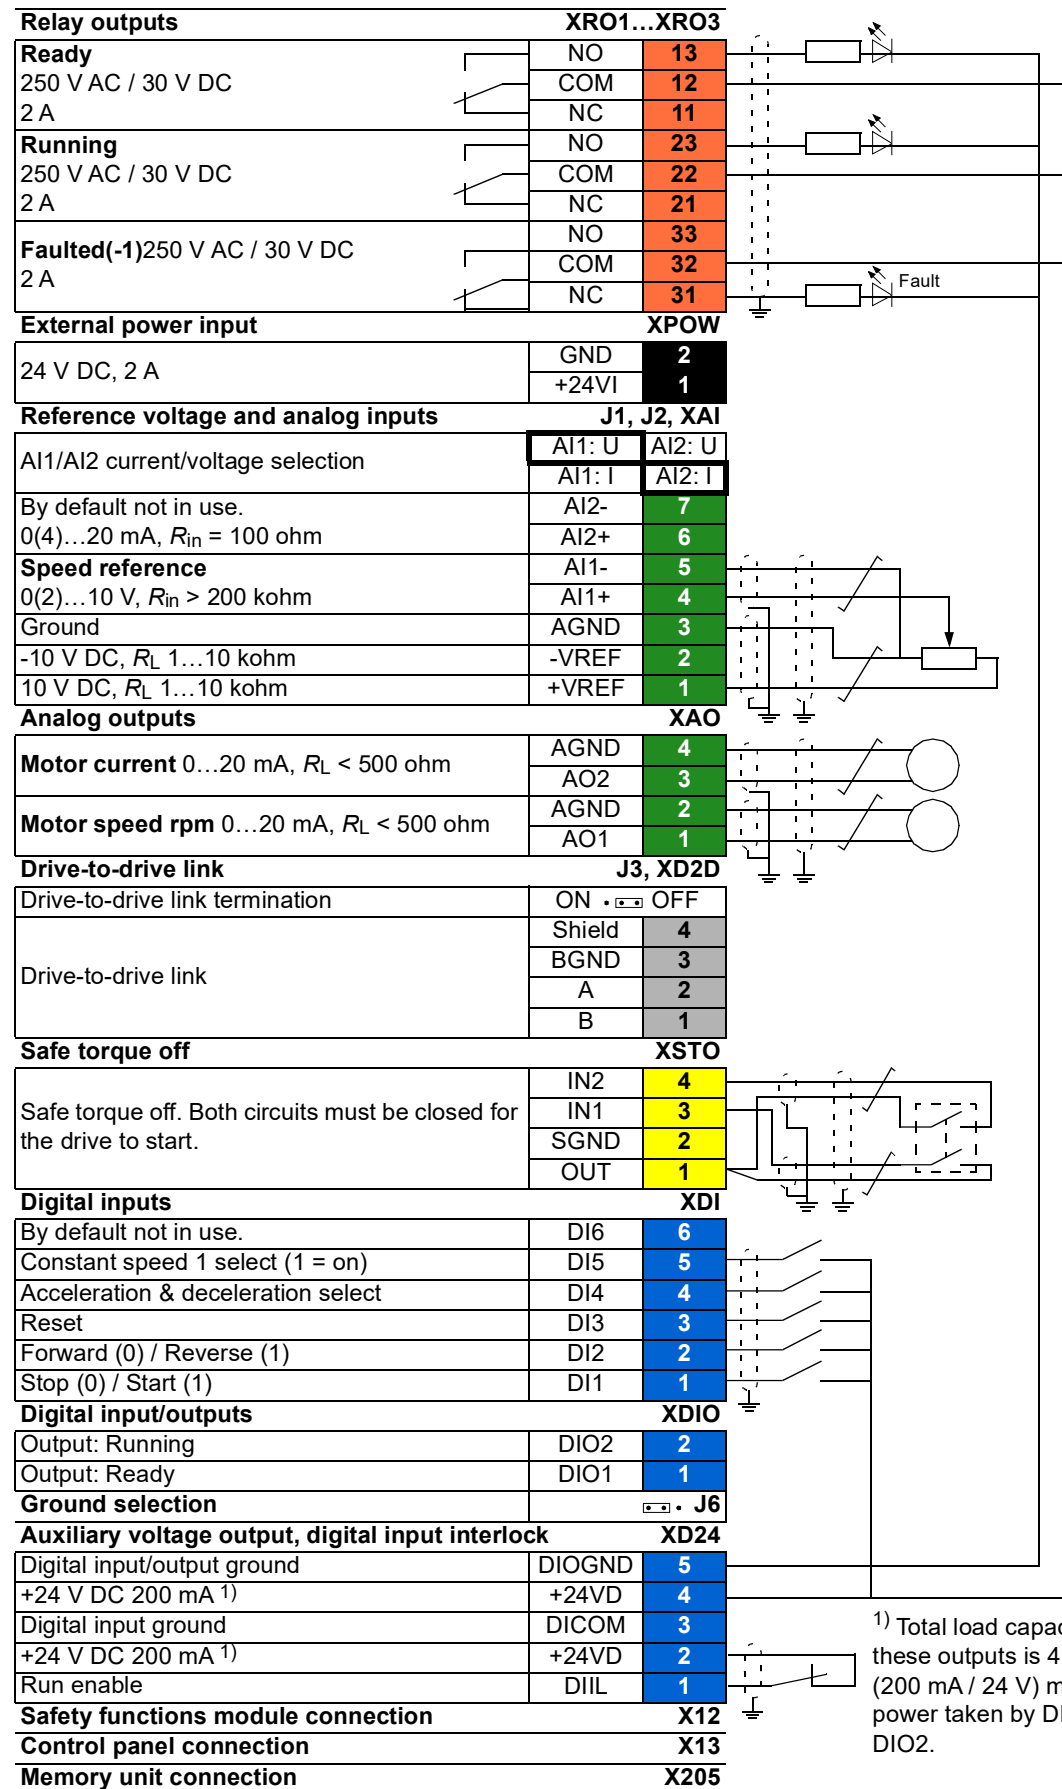 Relay outputs XRO1…XRO3
Ready NO 13
250 V AC / 30 V DC COM 12
2 A NC 11
Running NO 23
250 V AC / 30 V DC COM 22
2 A NC 21
NO 33
Faulted(-1)250 V AC / 30 V DC
COM 32
2 A
NC 31
Fault
External power input XPOW
24 V DC, 2 A
GND 2
+24VI 1
Reference voltage and analog inputs J1, J2, XAI
AI1/AI2 current/voltage selection
AI1: U AI2: U
AI1: I AI2: I
By default not in use. AI2- 7
0(4)…20 mA, Rin = 100 ohm AI2+ 6
Speed reference AI1- 5
0(2)…10 V, Rin > 200 kohm AI1+ 4
Ground AGND 3
-10 V DC, RL 1…10 kohm -VREF 2
10 V DC, RL 1…10 kohm +VREF 1
Analog outputs XAO
Motor current 0…20 mA, RL < 500 ohm
AGND 4
AO2 3
Motor speed rpm 0…20 mA, RL < 500 ohm
AGND 2
AO1 1
Drive-to-drive link J3, XD2D
Drive-to-drive link termination ON OFF
Drive-to-drive link
Shield 4
BGND 3
A 2
B 1
Safe torque off XSTO
Safe torque off. Both circuits must be closed for
the drive to start.
IN2 4
IN1 3
SGND 2
OUT 1
Digital inputs XDI
By default not in use. DI6 6
Constant speed 1 select (1 = on) DI5 5
Acceleration & deceleration select DI4 4
Reset DI3 3
Forward (0) / Reverse (1) DI2 2
Stop (0) / Start (1) DI1 1
Digital input/outputs XDIO
Output: Running DIO2 2
Output: Ready DIO1 1
Ground selection J6
Auxiliary voltage output, digital input interlock XD24
Digital input/output ground DIOGND 5
+24 V DC 200 mA 1) +24VD 4
Digital input ground DICOM 3
+24 V DC 200 mA 1) +24VD 2
Run enable DIIL 1
Safety functions module connection X12
Control panel connection X13
Memory unit connection X205
1) Total load capac
these outputs is 4
(200 mA / 24 V) m
power taken by DI
DIO2.